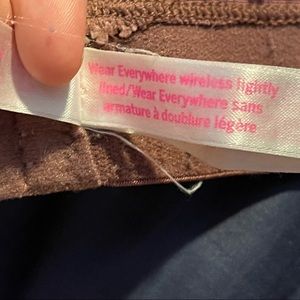 Wear Everywhere wireless lightly
lined/Wear Everywhere sans
armature à doublure légère